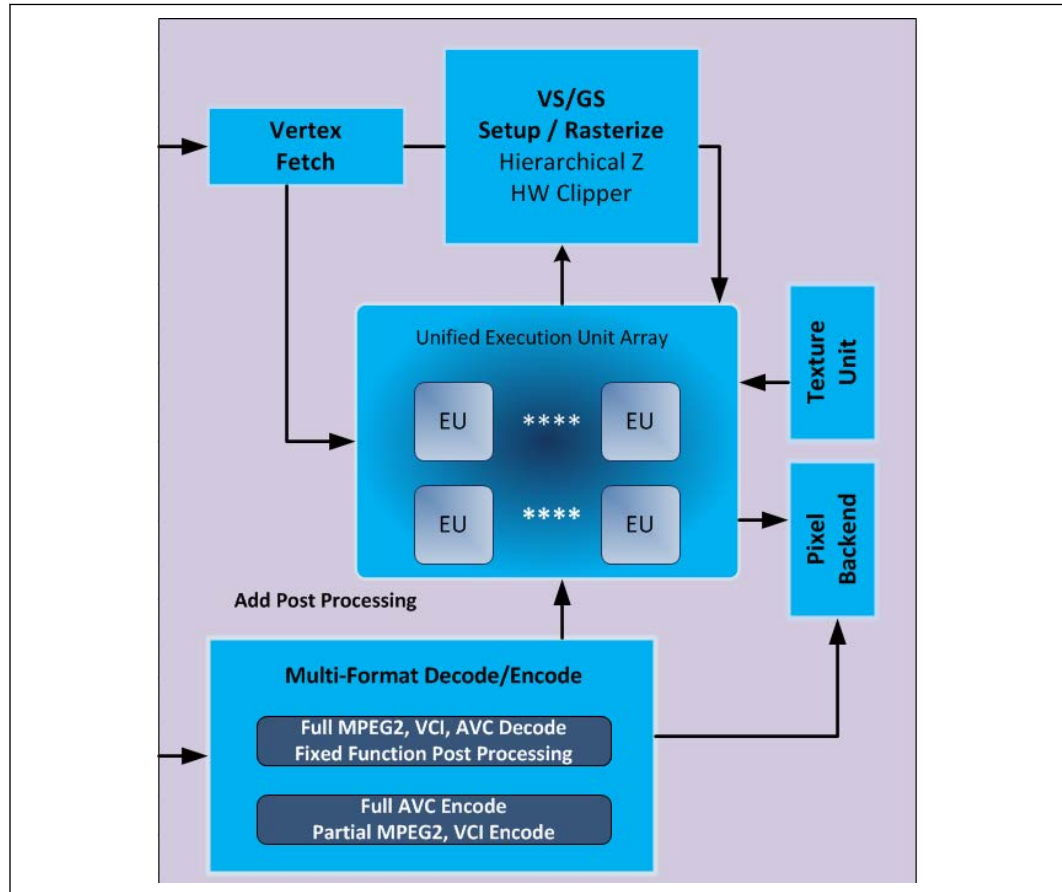 VS/GS
Setup / Rasterize
Hierarchical Z
HW Clipper
Vertex
Fetch
Unified Execution Unit Array
EU
****
EU
EU
****
EU
Texture
Unit
Pixel
Backend
Add Post Processing
Multi-Format Decode/Encode
Full MPEG2, VCI, AVC Decode
Fixed Function Post Processing
Full AVC Encode
Partial MPEG2, VCI Encode